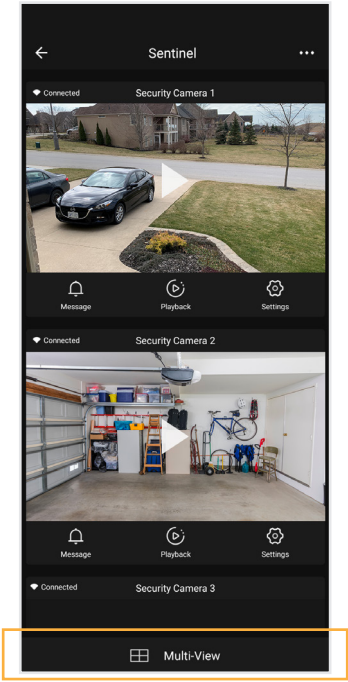 Sentinel
Connected Security Camera 1
Message Playback Settings
Connected Security Camera 2
Message Playback Settings
Connected Security Camera 3
Multi-View